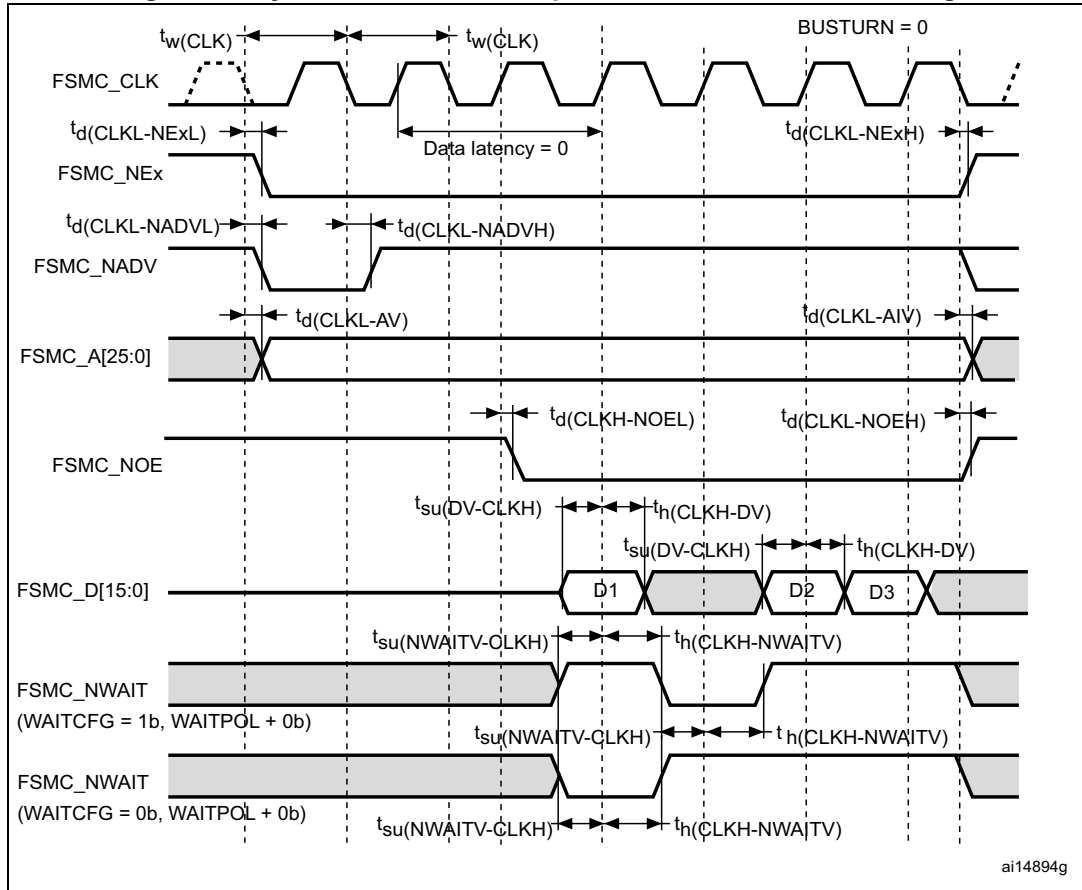 BUSTURN = 0
tw(CLK) tw(CLK)
FSMC_CLK
td(CLKL-NExL) Data latency = 0 td(CLKL-NExH)
FSMC_NEx
td(CLKL-NADVL) td(CLKL-NADVH)
FSMC_NADV
td(CLKL-AV) td(CLKL-AIV)
FSMC_A[25:0]
td(CLKH-NOEL) td(CLKL-NOEH)
FSMC_NOE
tsu(DV-CLKH) th(CLKH-DV)
tsu(DV-CLKH) th(CLKH-DV)
FSMC_D[15:0] D1 D2 D3
tsu(NWAITV-CLKH) th(CLKH-NWAITV)
FSMC_NWAIT
(WAITCFG = 1b, WAITPOL + 0b)
tsu(NWAITV-CLKH) th(CLKH-NWAITV)
FSMC_NWAIT
(WAITCFG = 0b, WAITPOL + 0b)
tsu(NWAITV-CLKH) th(CLKH-NWAITV)
ai14894g